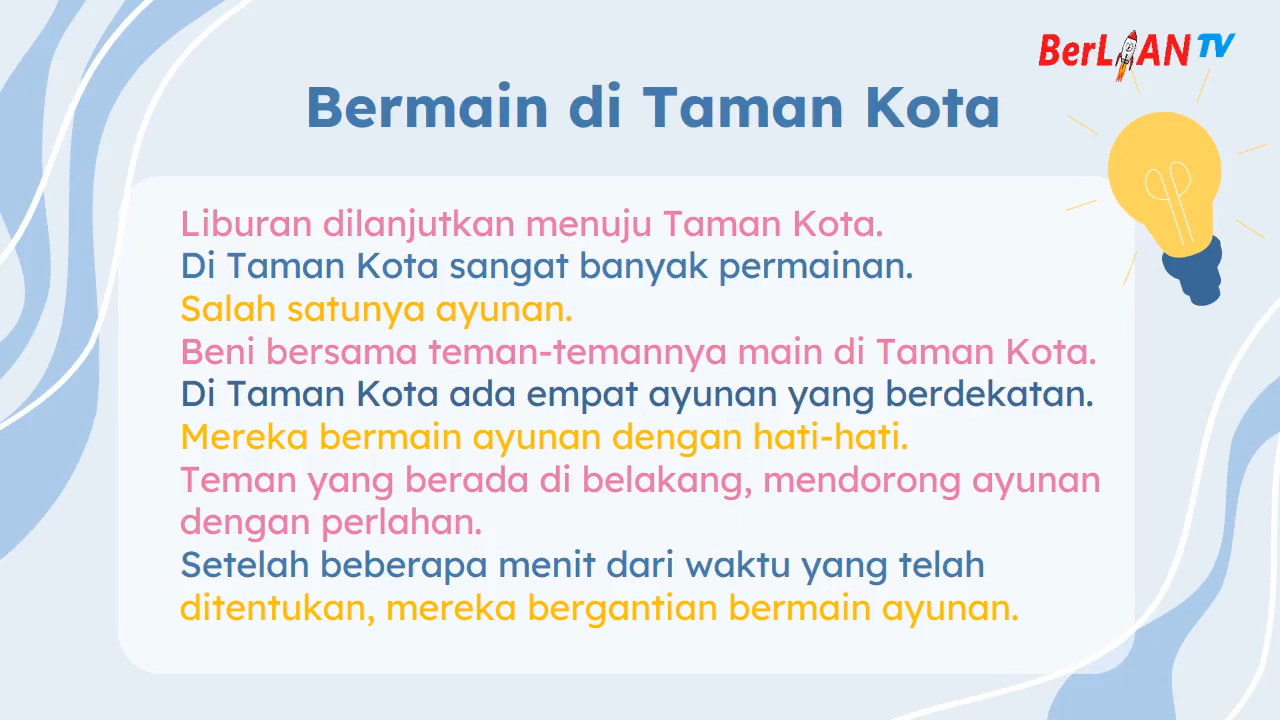 BerLIAN TV
Bermain di Taman Kota
Liburan dilanjutkan menuju Taman Kota.
Di Taman Kota sangat banyak permainan.
Salah satunya ayunan.
Beni bersama teman-temannya main di Taman Kota.
Di Taman Kota ada empat ayunan yang berdekatan.
Mereka bermain ayunan dengan hati-hati.
Teman yang berada di belakang, mendorong ayunan
dengan perlahan.
Setelah beberapa menit dari waktu yang telah
ditentukan, mereka bergantian bermain ayunan.